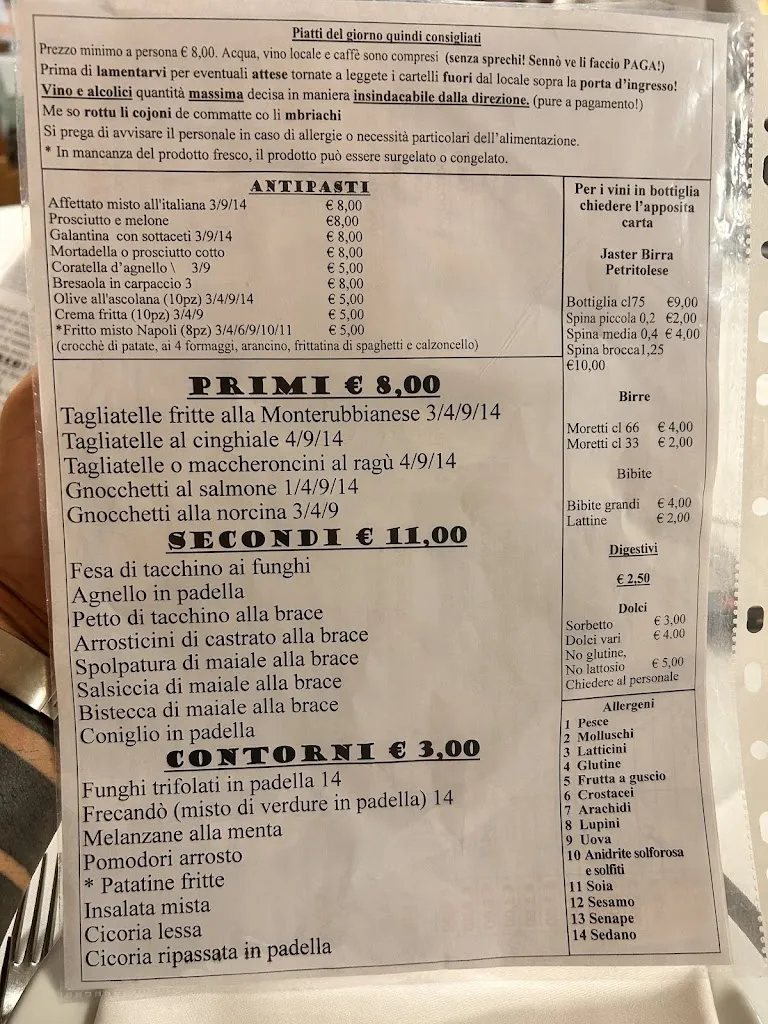 Piatti del giorno quindi consigliati
Prezzo minimo a persona € 8,00. Acqua, vino locale e caffè sono compresi (senza sprechi! Sennò ve li faccio PAGA!)
Prima di lamentarvi per eventuali attese tornate a leggete i cartelli fuori dal locale sopra la porta d'ingresso!
Vino e alcolici quantità massima decisa in maniera insindacabile dalla direzione. (pure a pagamento!)
Me so rottu li cojoni de commatte co li mbriachi
Si prega di avvisare il personale in caso di allergie o necessità particolari dell'alimentazione.
* In mancanza del prodotto fresco, il prodotto può essere surgelato o congelato.
ANTIPASTI
Affettato misto all'italiana 3/9/14 € 8,00
Prosciutto e melone €8,00
Galantina con sottaceti 3/9/14 € 8,00
Mortadella o prosciutto cotto € 8,00
Coratella d'agnello \ 3/9 € 5,00
Bresaola in carpaccio 3 € 8,00
Olive all'ascolana (10pz) 3/4/9/14 € 5,00
Crema fritta (10pz) 3/4/9 € 5,00
*Fritto misto Napoli (8pz) 3/4/6/9/10/11 € 5,00
(crocchè di patate, ai 4 formaggi, arancino, frittatina di spaghetti e calzoncello)
PRIMI € 8,00
Tagliatelle fritte alla Monterubbianese 3/4/9/14
Tagliatelle al cinghiale 4/9/14
Tagliatelle o maccheroncini al ragù 4/9/14
Gnocchetti al salmone 1/4/9/14
Gnocchetti alla norcina 3/4/9
SECONDI € 11,00
Fesa di tacchino ai funghi
Agnello in padella
Petto di tacchino alla brace
Arrosticini di castrato alla brace
Spolpatura di maiale alla brace
Salsiccia di maiale alla brace
Bistecca di maiale alla brace
Coniglio in padella
CONTORNI € 3,00
Funghi trifolati in padella 14
Frecandò (misto di verdure in padella) 14
Melanzane alla menta
Pomodori arrosto
* Patatine fritte
Insalata mista
Cicoria lessa
Cicoria ripassata in padella
Per i vini in bottiglia
chiedere l'apposita
carta
Jaster Birra
Petritolese
Bottiglia cl75 €9,00
Spina piccola 0,2 €2,00
Spina media 0,4 € 4,00
Spina brocca1,25
€10,00
Birre
Moretti cl 66 € 4,00
Moretti cl 33 € 2,00
Bibite
Bibite grandi € 4,00
Lattine € 2,00
Digestivi
€ 2,50
Dolci
Sorbetto € 3,00
Dolci vari € 4.00
No glutine,
No lattosio € 5,00
Chiedere al personale
Allergeni
1 Pesce
2 Molluschi
3 Latticini
4 Glutine
5 Frutta a guscio
6 Crostacei
7 Arachidi
8 Lupini
9 Uova
10 Anidrite solforosa
e solfiti
11 Soia
12 Sesamo
13 Senape
14 Sedano